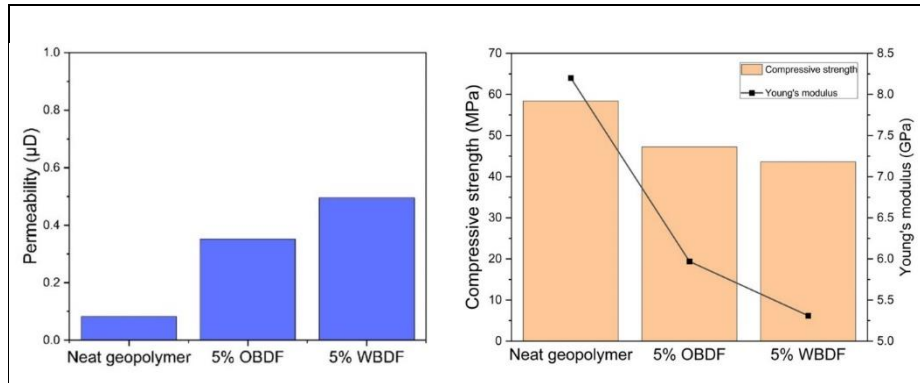 Permeability (µD)
1.0
0.8
0.6
0.4
0.2
0.0
Neat geopolymer
5% OBDF
5% WBDF
Compressive strength (MPa)
70
60
50
40
30
20
10
0
Compressive strength
Young's modulus
8.5
8.0
7.5
7.0
6.5
6.0
5.5
5.0
Young's modulus (GPa)
Neat geopolymer
5% OBDF
5% WBDF